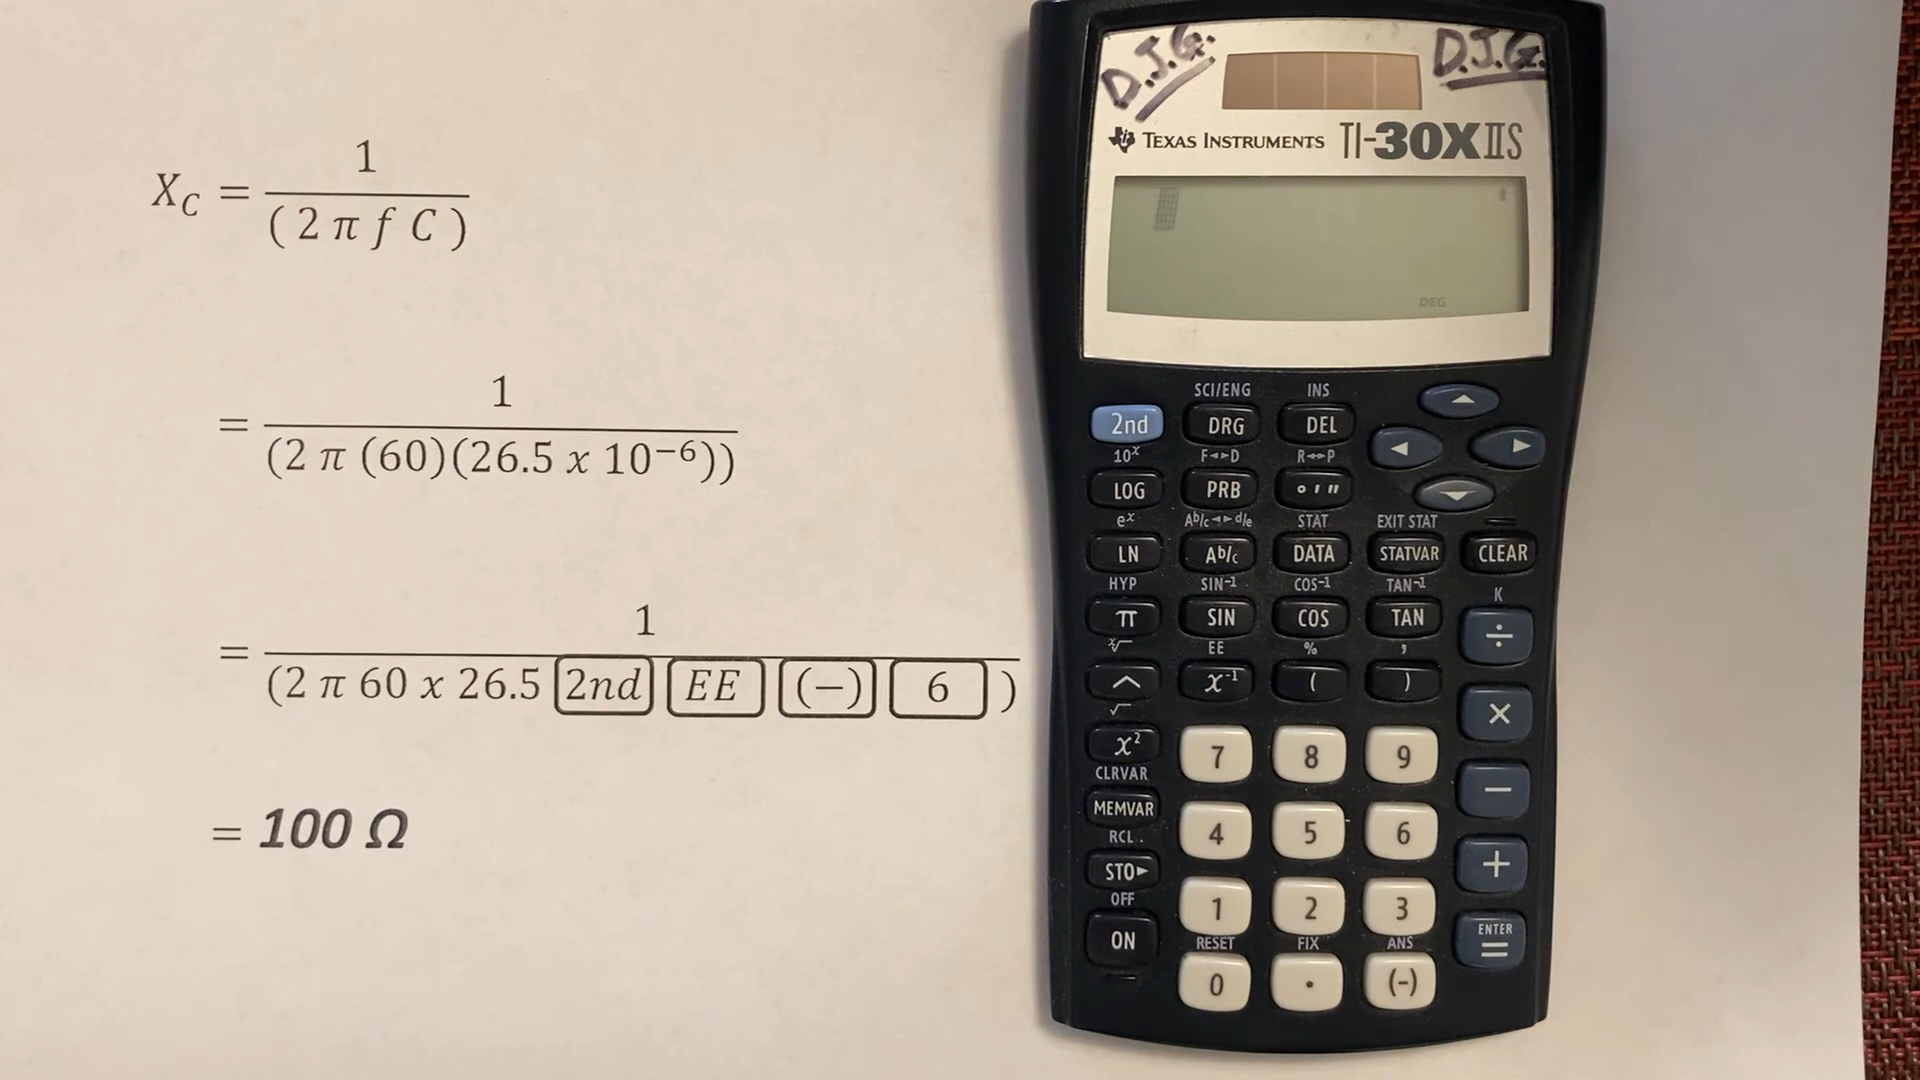 X_C = 1 / ( 2 π f C )
= 1 / (2 π (60)(26.5 x 10⁻⁶))
= 1 / (2 π 60 x 26.5 2nd EE (−) 6 )
= 100 Ω
D.J.G. D.J.G.
TEXAS INSTRUMENTS TI-30X IIS
DEG
SCI/ENG INS
2nd DRG DEL
10ˣ F◄►D R◄►P
LOG PRB ° ' "
eˣ Ab/c◄►d/e STAT EXIT STAT
LN Ab/c DATA STATVAR CLEAR
HYP SIN⁻¹ COS⁻¹ TAN⁻¹ K
π SIN COS TAN ÷
ˣ√ EE % ,
^ x⁻¹ ( ) ×
√
x² 7 8 9 −
CLRVAR
MEMVAR 4 5 6 +
RCL
STO► 1 2 3 ENTER =
OFF
ON RESET FIX ANS
0 . (-)